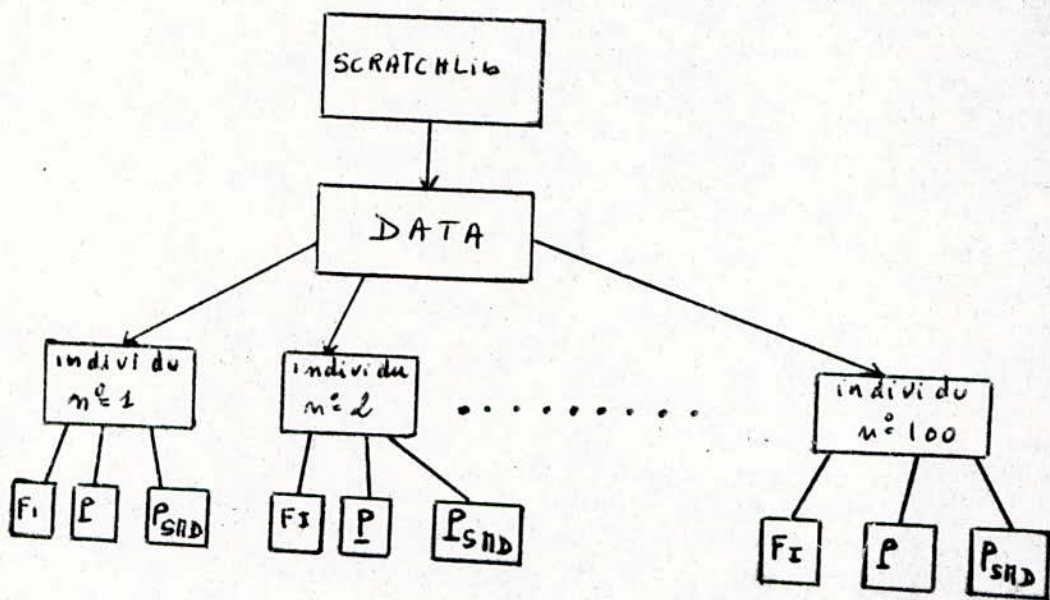 SCRATCHLib
DATA
individu
n° 1
individu
n° 2
. . . . . . . . . .
individu
n° 100
FI
P
PSMD
FI
P
PSMD
FI
P
PSMD